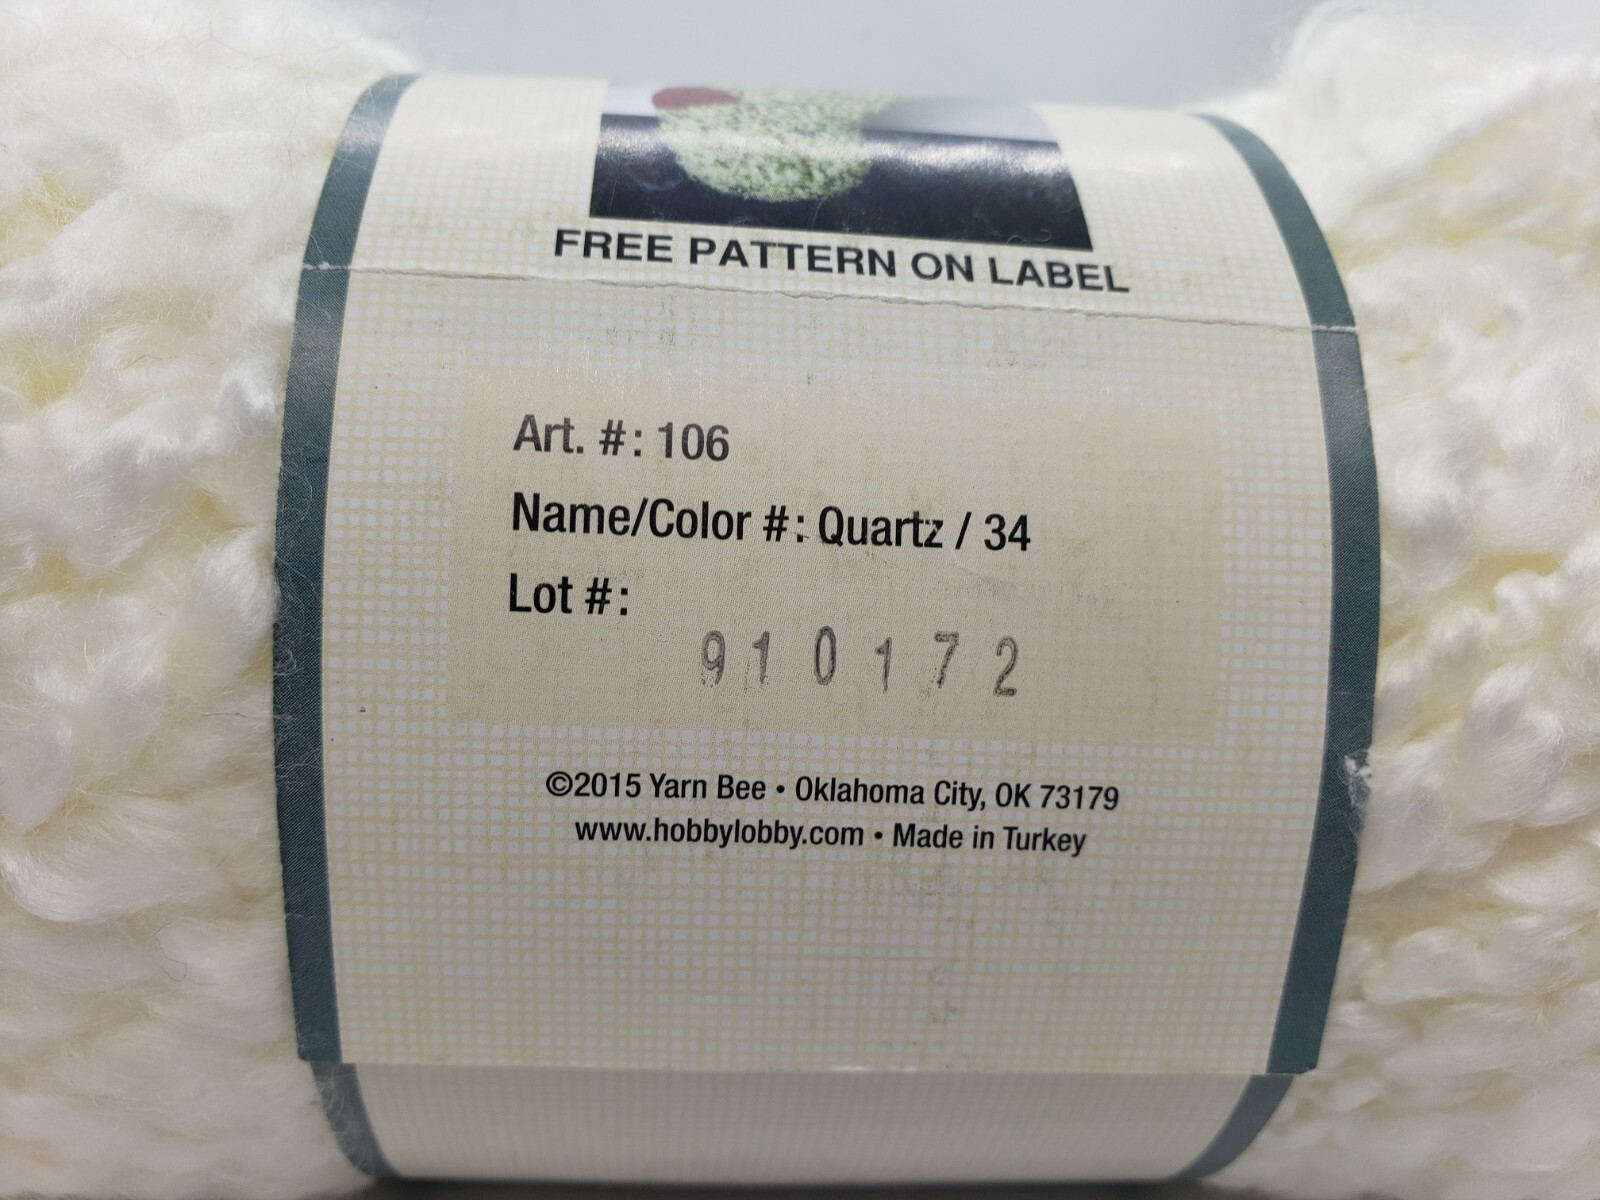 FREE PATTERN ON LABEL
Art. #: 106
Name/Color #: Quartz / 34
Lot #:
910172
©2015 Yarn Bee • Oklahoma City, OK 73179
www.hobbylobby.com • Made in Turkey